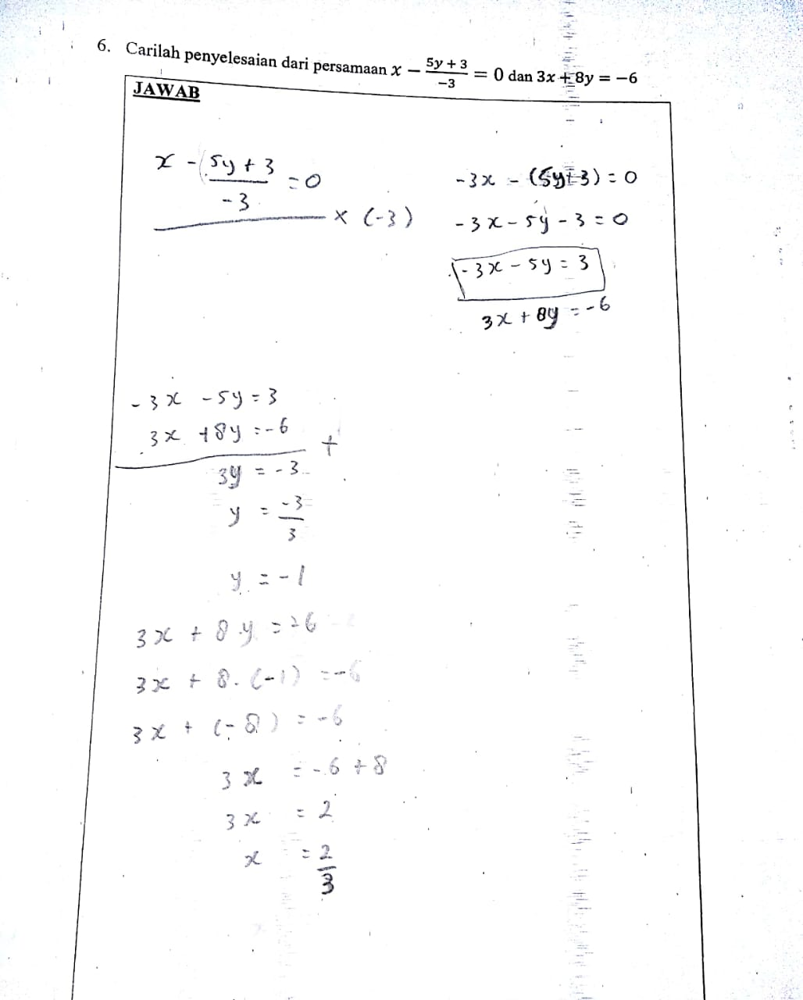 6. Carilah penyelesaian dari persamaan x − (5y + 3)/−3 = 0 dan 3x + 8y = −6
JAWAB
x - (5y + 3)/-3 = 0
× (-3)
-3x - (5y+3) = 0
-3x - 5y - 3 = 0
-3x - 5y = 3
3x + 8y = -6
-3x - 5y = 3
3x + 8y = -6
+
3y = -3
y = -3/3
y = -1
3x + 8y = -6
3x + 8.(-1) = -6
3x + (-8) = -6
3x = -6 + 8
3x = 2
x = 2/3